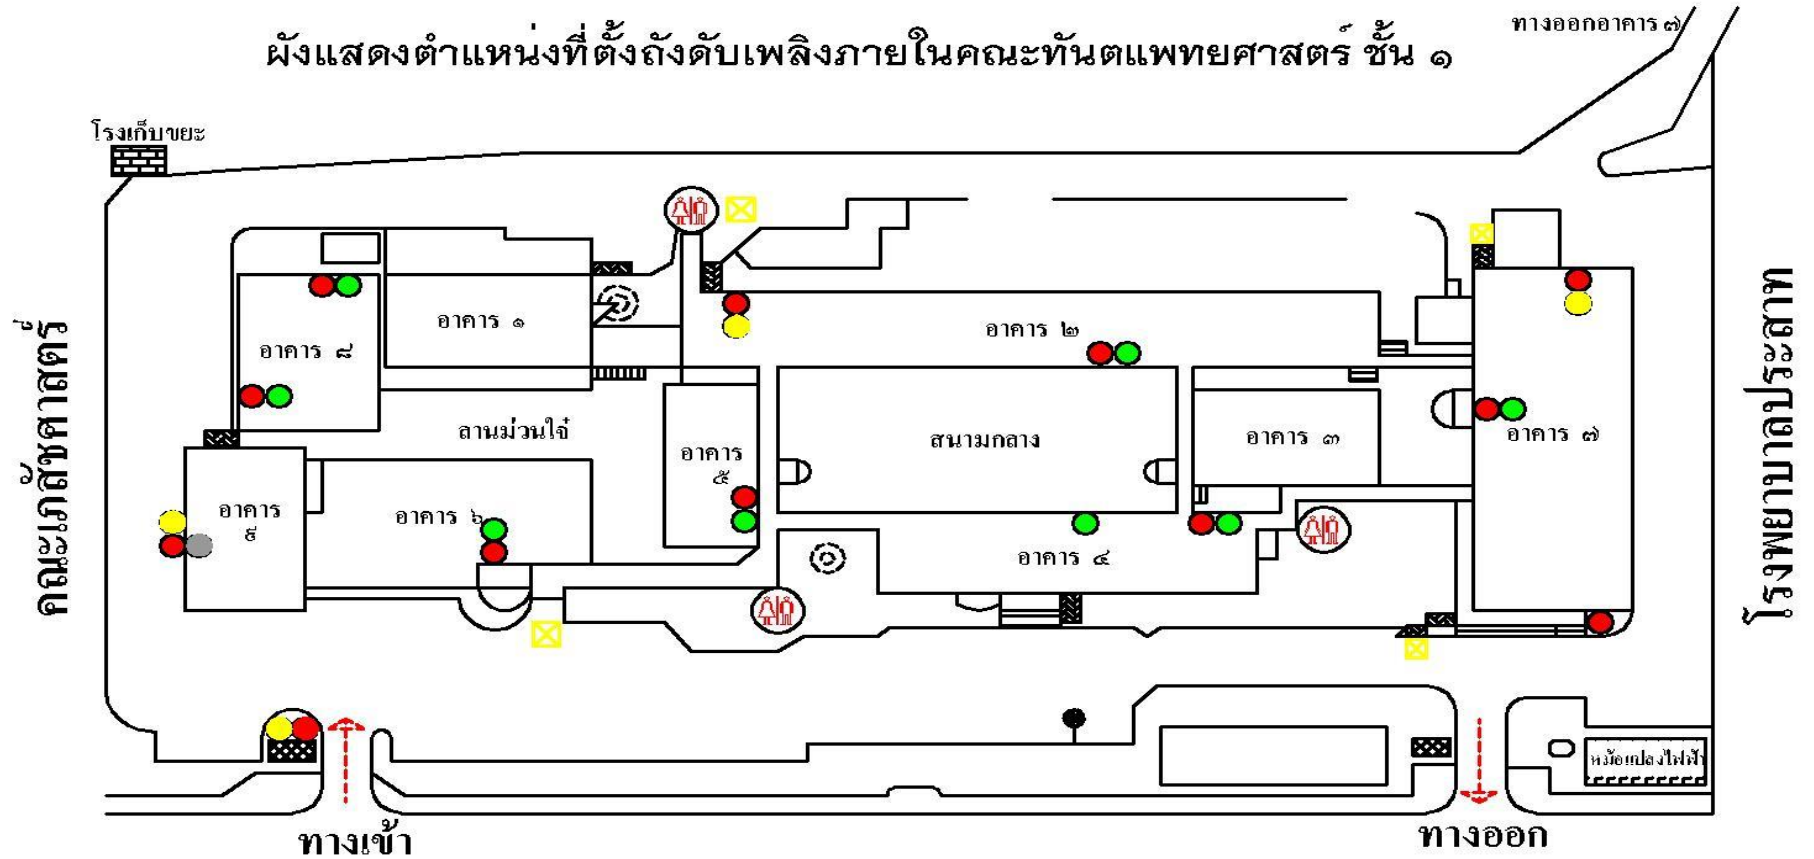 ทางออกอาคาร ๗
ผังแสดงตำแหน่งที่ตั้งถังดับเพลิงภายในคณะทันตแพทยศาสตร์ ชั้น ๑
โรงเก็บขยะ
อาคาร ๑
อาคาร ๒
อาคาร ๘
ลานม่วนใจ๋
สนามกลาง
อาคาร ๓
อาคาร ๗
อาคาร
๕
อาคาร
๙
อาคาร ๖
อาคาร ๔
คณะเภสัชศาสตร์
โรงพยาบาลประสาท
หม้อแปลงไฟฟ้า
ทางเข้า
ทางออก